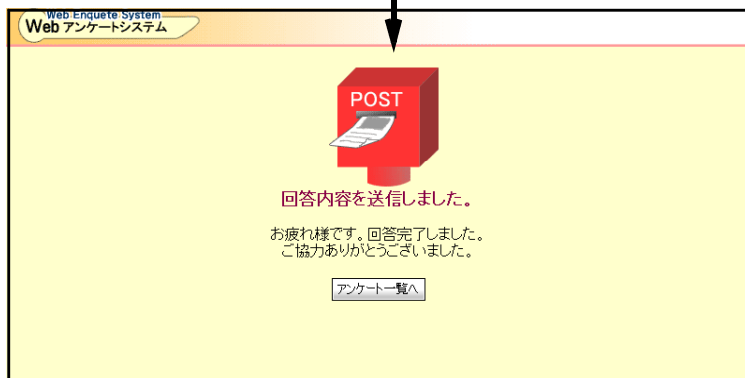 Web Enquete System
Web アンケートシステム
POST
回答内容を送信しました。
お疲れ様です。回答完了しました。
ご協力ありがとうございました。
アンケート一覧へ